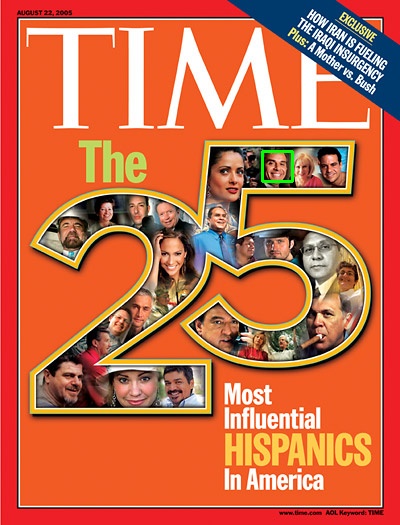 AUGUST 22, 2005
EXCLUSIVE
HOW IRAN IS FUELING
THE IRAQI INSURGENCY
Plus: A Mother vs. Bush
TIME
The
25
Most
Influential
HISPANICS
In America
www.time.com AOL Keyword: TIME